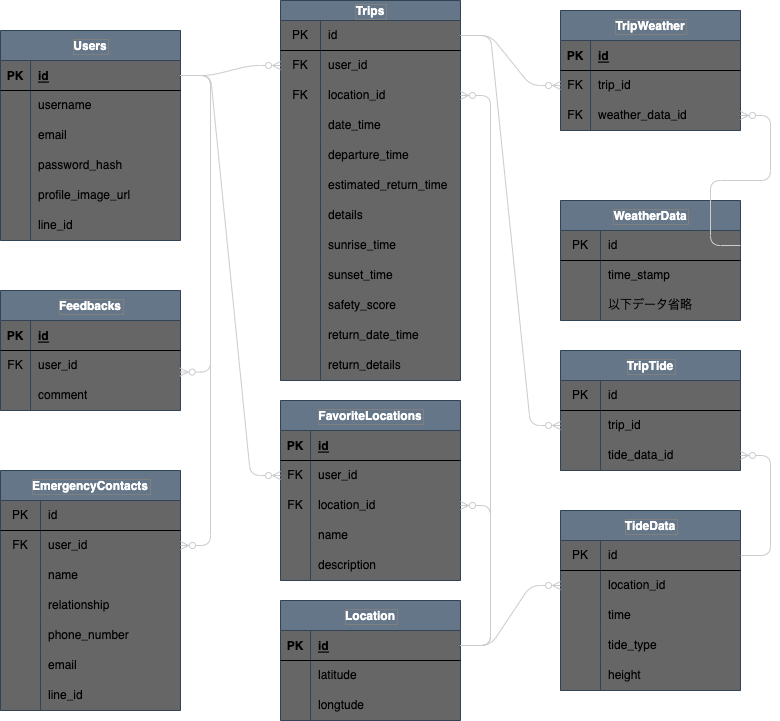 Users
PK id
username
email
password_hash
profile_image_url
line_id
Feedbacks
PK id
FK user_id
comment
EmergencyContacts
PK id
FK user_id
name
relationship
phone_number
email
line_id
Trips
PK id
FK user_id
FK location_id
date_time
departure_time
estimated_return_time
details
sunrise_time
sunset_time
safety_score
return_date_time
return_details
FavoriteLocations
PK id
FK user_id
FK location_id
name
description
Location
PK id
latitude
longtude
TripWeather
PK id
FK trip_id
FK weather_data_id
WeatherData
PK id
time_stamp
以下データ省略
TripTide
PK id
trip_id
tide_data_id
TideData
PK id
location_id
time
tide_type
height